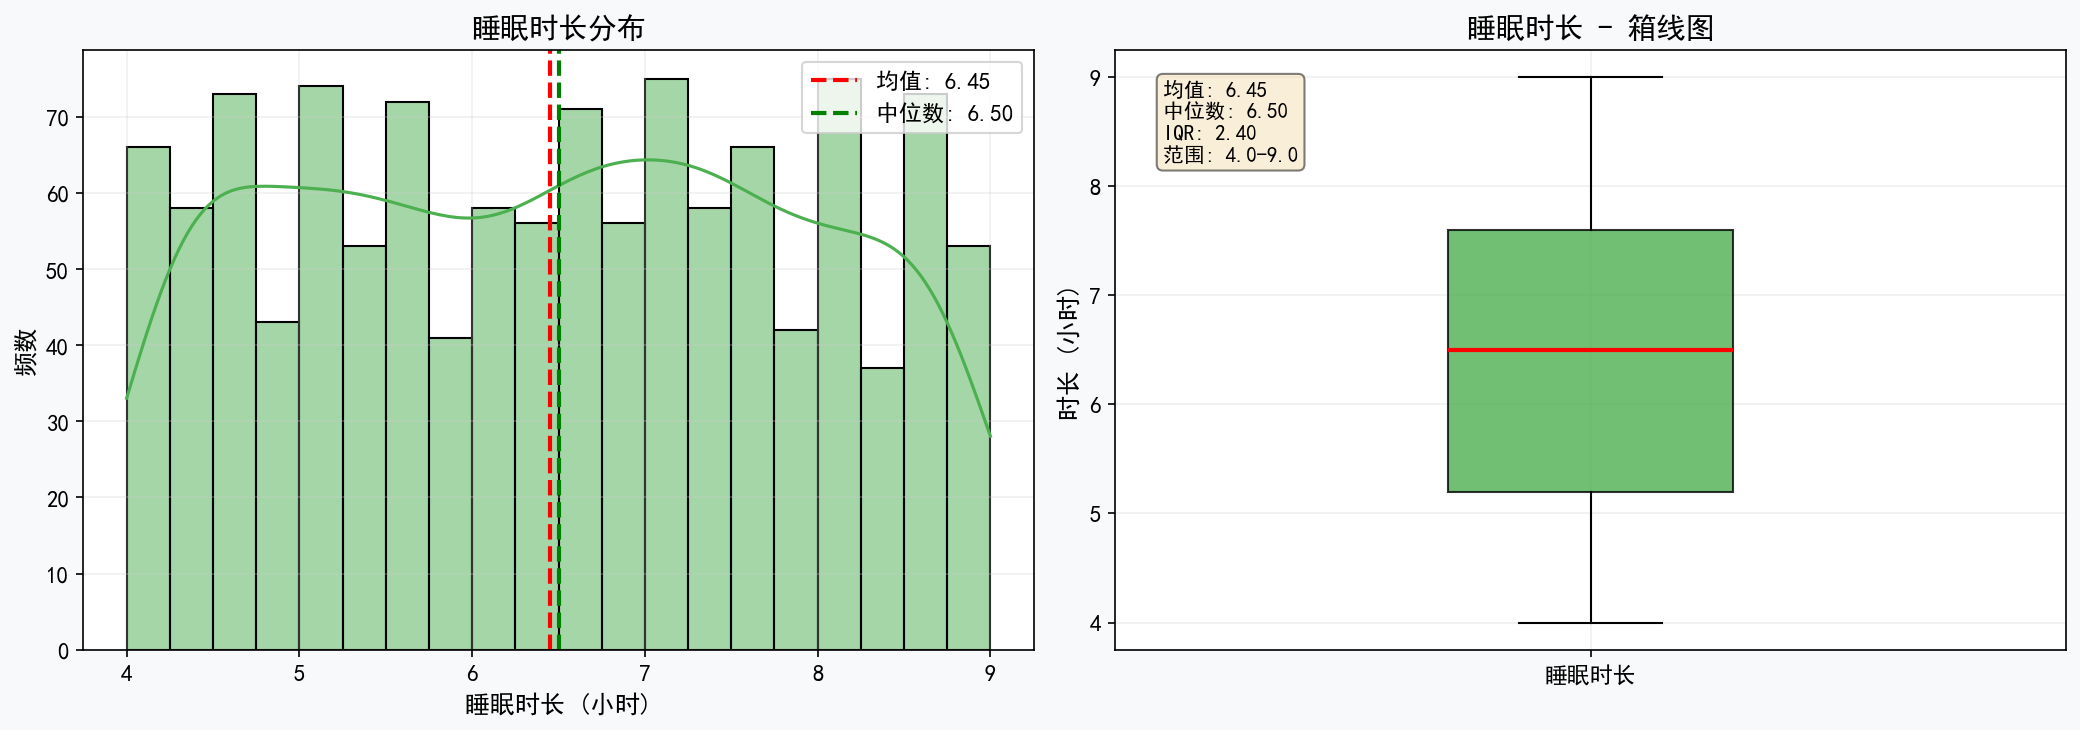 睡眠时长分布
均值: 6.45
中位数: 6.50
频数
70
60
50
40
30
20
10
0
4
5
6
7
8
9
睡眠时长 (小时)
睡眠时长 - 箱线图
均值: 6.45
中位数: 6.50
IQR: 2.40
范围: 4.0-9.0
时长 (小时)
9
8
7
6
5
4
睡眠时长